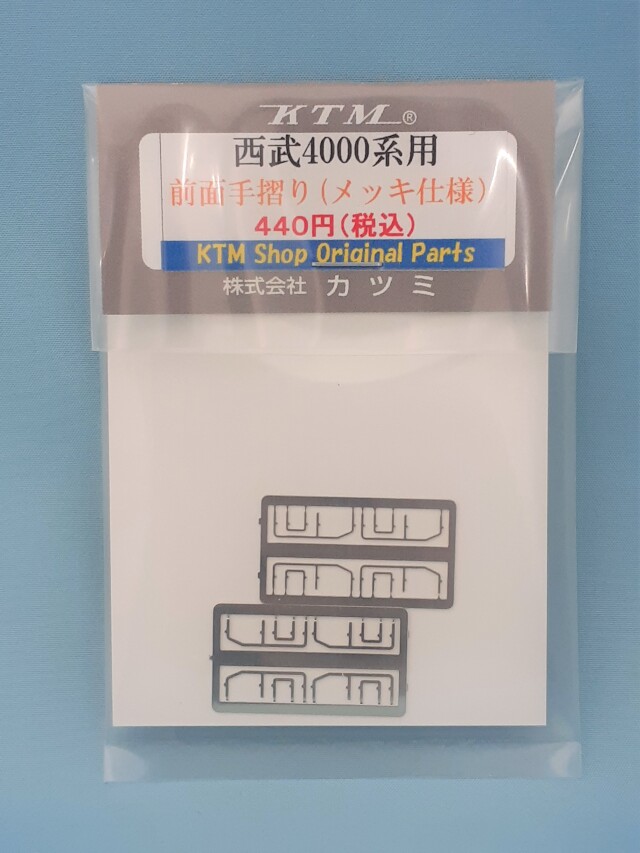 KTM®
西武4000系用
前面手摺り(メッキ仕様)
440円(税込)
KTM Shop Original Parts
株式会社 カツミ